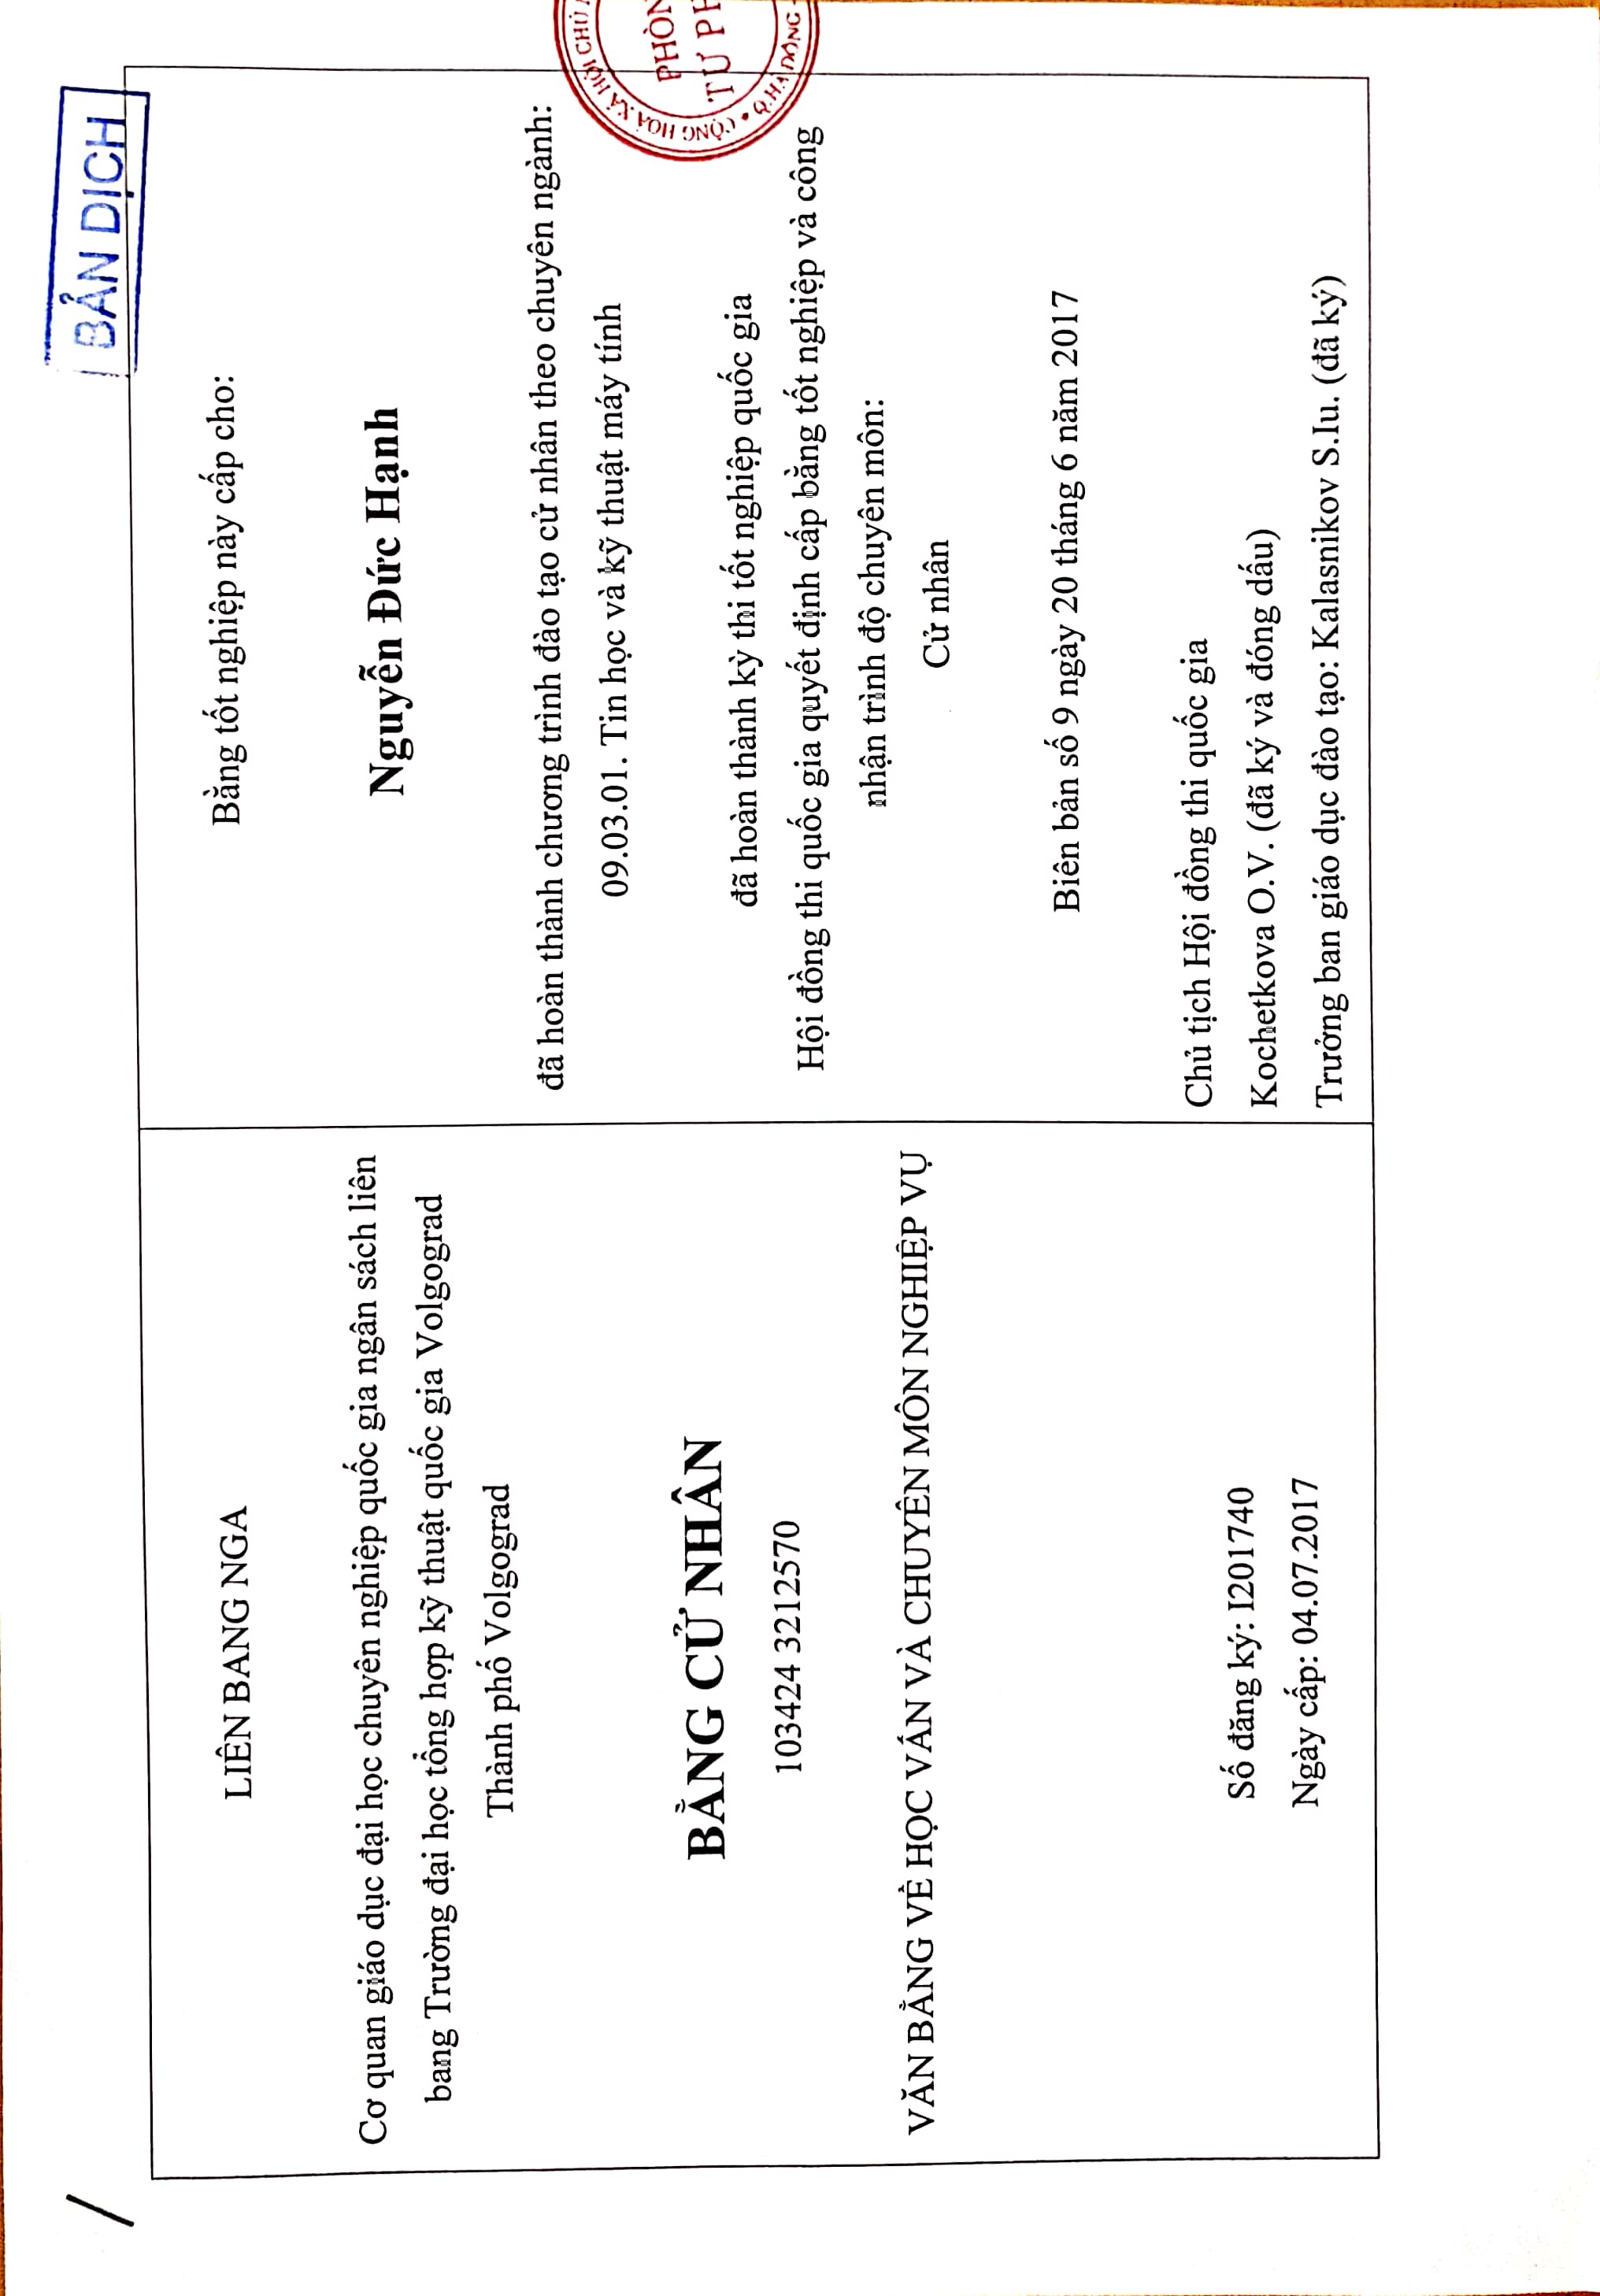 BẢN DỊCH
LIÊN BANG NGA
Cơ quan giáo dục đại học chuyên nghiệp quốc gia ngân sách liên
bang Trường đại học tổng hợp kỹ thuật quốc gia Volgograd
Thành phố Volgograd
BẰNG CỬ NHÂN
103424 3212570
VĂN BẰNG VỀ HỌC VẤN VÀ CHUYÊN MÔN NGHIỆP VỤ
Số đăng ký: I201740
Ngày cấp: 04.07.2017
Bằng tốt nghiệp này cấp cho:
Nguyễn Đức Hạnh
đã hoàn thành chương trình đào tạo cử nhân theo chuyên ngành:
09.03.01. Tin học và kỹ thuật máy tính
đã hoàn thành kỳ thi tốt nghiệp quốc gia
Hội đồng thi quốc gia quyết định cấp bằng tốt nghiệp và công
nhận trình độ chuyên môn:
Cử nhân
Biên bản số 9 ngày 20 tháng 6 năm 2017
Chủ tịch Hội đồng thi quốc gia
Kochetkova O.V. (đã ký và đóng dấu)
Trưởng ban giáo dục đào tạo: Kalasnikov S.Iu. (đã ký)
CỘNG HOÀ XÃ HỘI CHỦ
Q.HÀ ĐÔNG
PHÒN
TƯ PH